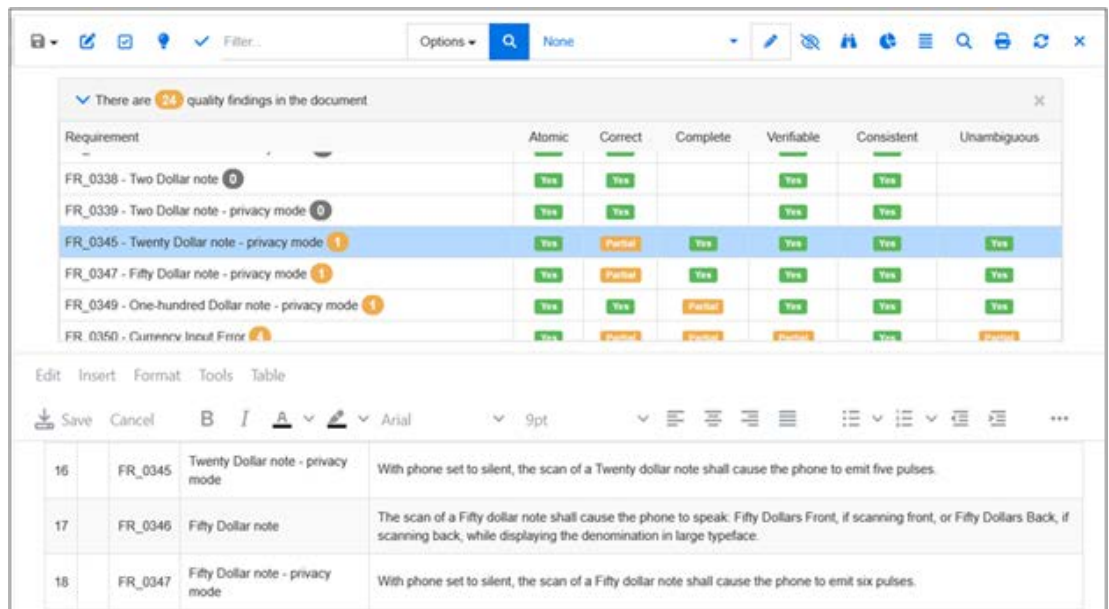 Filter...
Options
None
There are 24 quality findings in the document
×
Requirement Atomic Correct Complete Verifiable Consistent Unambiguous
FR_0338 - Two Dollar note 0 Yes Yes Yes Yes
FR_0339 - Two Dollar note - privacy mode 0 Yes Yes Yes Yes
FR_0345 - Twenty Dollar note - privacy mode 1 Yes Partial Yes Yes Yes Yes
FR_0347 - Fifty Dollar note - privacy mode 1 Yes Partial Yes Yes Yes Yes
FR_0349 - One-hundred Dollar note - privacy mode 1 Yes Yes Partial Yes Yes Yes
FR_0350 - Currency Input Error 4 Yes Partial Partial Partial Yes Partial
Edit Insert Format Tools Table
Save Cancel B I A Arial 9pt
16 FR_0345 Twenty Dollar note - privacy
mode
With phone set to silent, the scan of a Twenty dollar note shall cause the phone to emit five pulses.
17 FR_0346 Fifty Dollar note
The scan of a Fifty dollar note shall cause the phone to speak: Fifty Dollars Front, if scanning front, or Fifty Dollars Back, if
scanning back, while displaying the denomination in large typeface.
18 FR_0347 Fifty Dollar note - privacy
mode
With phone set to silent, the scan of a Fifty dollar note shall cause the phone to emit six pulses.